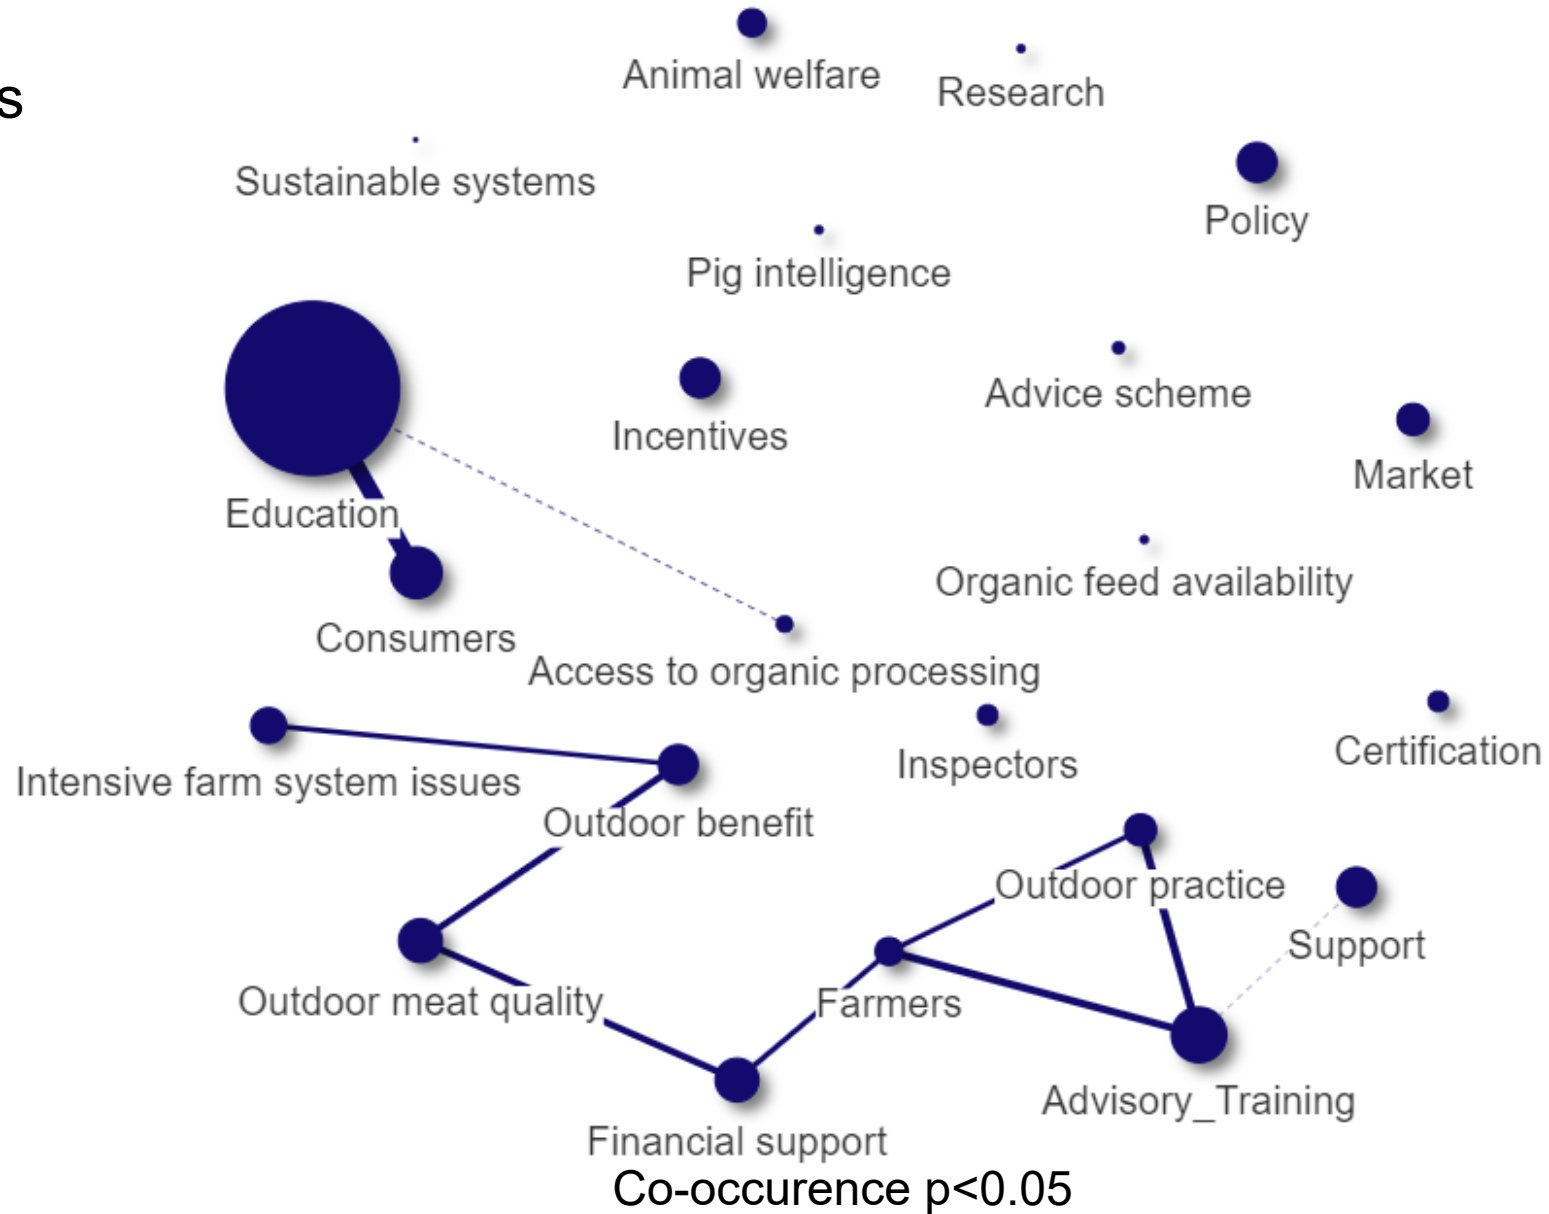 Animal welfare
Research
s
Sustainable systems
Policy
Pig intelligence
Advice scheme
Incentives
Market
Education
Organic feed availability
Consumers
Access to organic processing
Certification
Inspectors
Intensive farm system issues
Outdoor benefit
Outdoor practice
Support
Outdoor meat quality
Farmers
Advisory_Training
Financial support
Co-occurence p<0.05